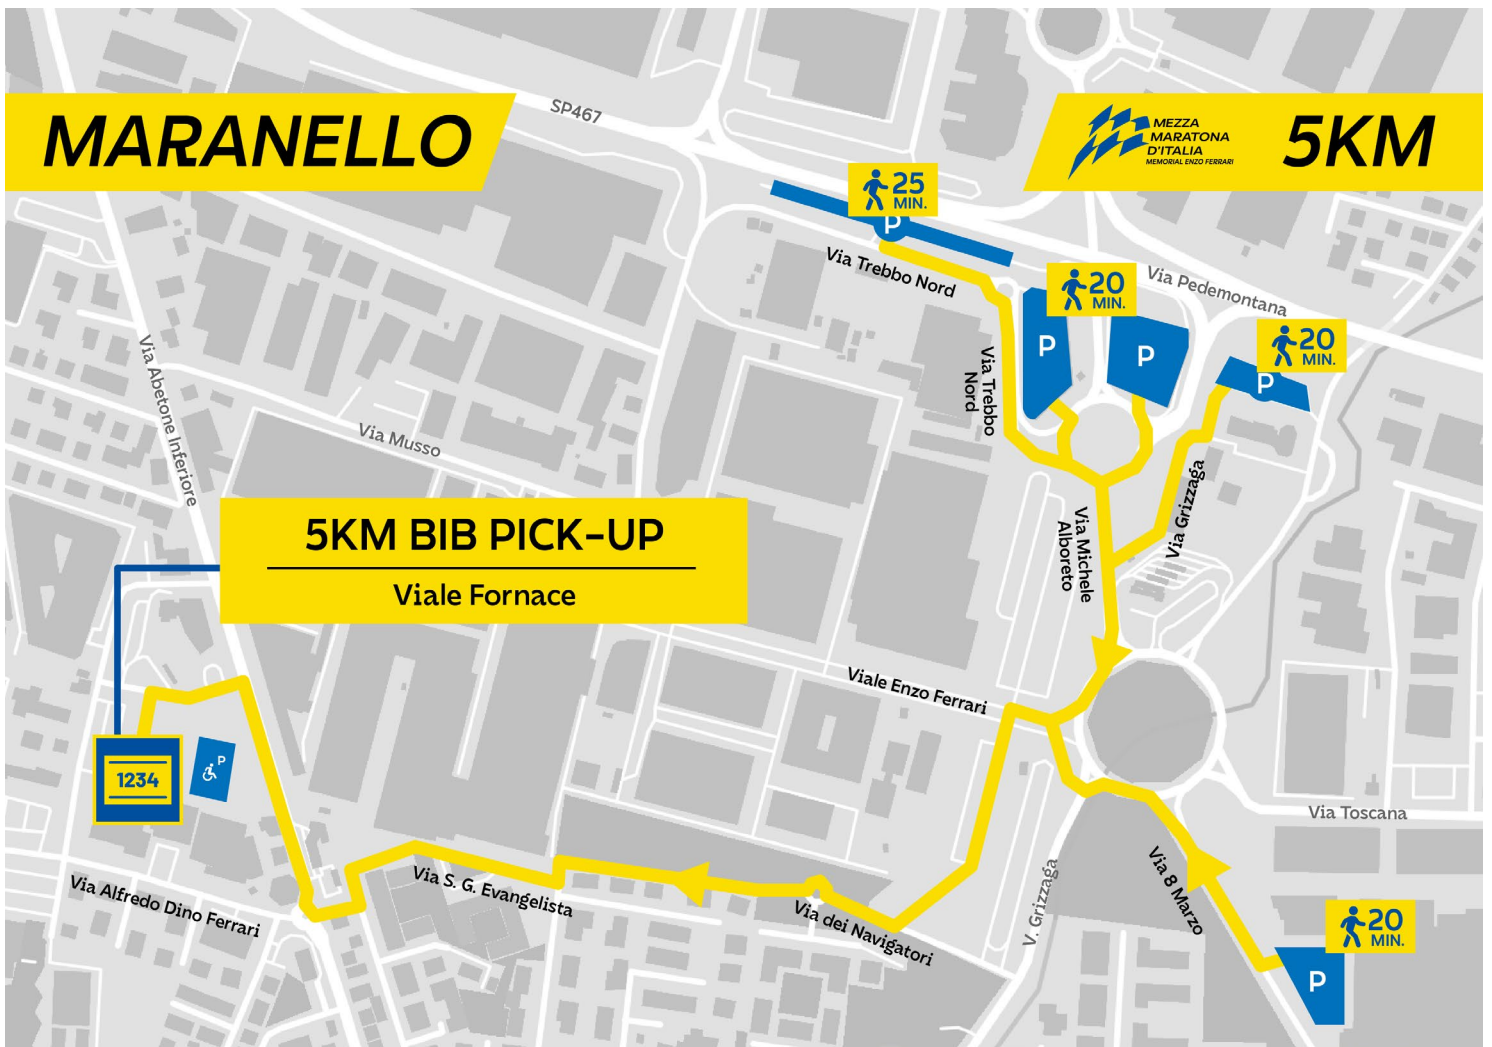 MARANELLO
SP467
MEZZA
MARATONA
D'ITALIA
MEMORIAL ENZO FERRARI
5KM
25
MIN.
P
Via Trebbo Nord
20
MIN.
Via Pedemontana
P
P
20
MIN.
P
Via Trebbo
Nord
Via Abetone Inferiore
Via Musso
Via Grizzaga
Via Michele
Alboreto
5KM BIB PICK-UP
Viale Fornace
Viale Enzo Ferrari
1234
P
Via Toscana
Via S. G. Evangelista
Via Alfredo Dino Ferrari
Via dei Navigatori
V. Grizzaga
Via 8 Marzo
20
MIN.
P